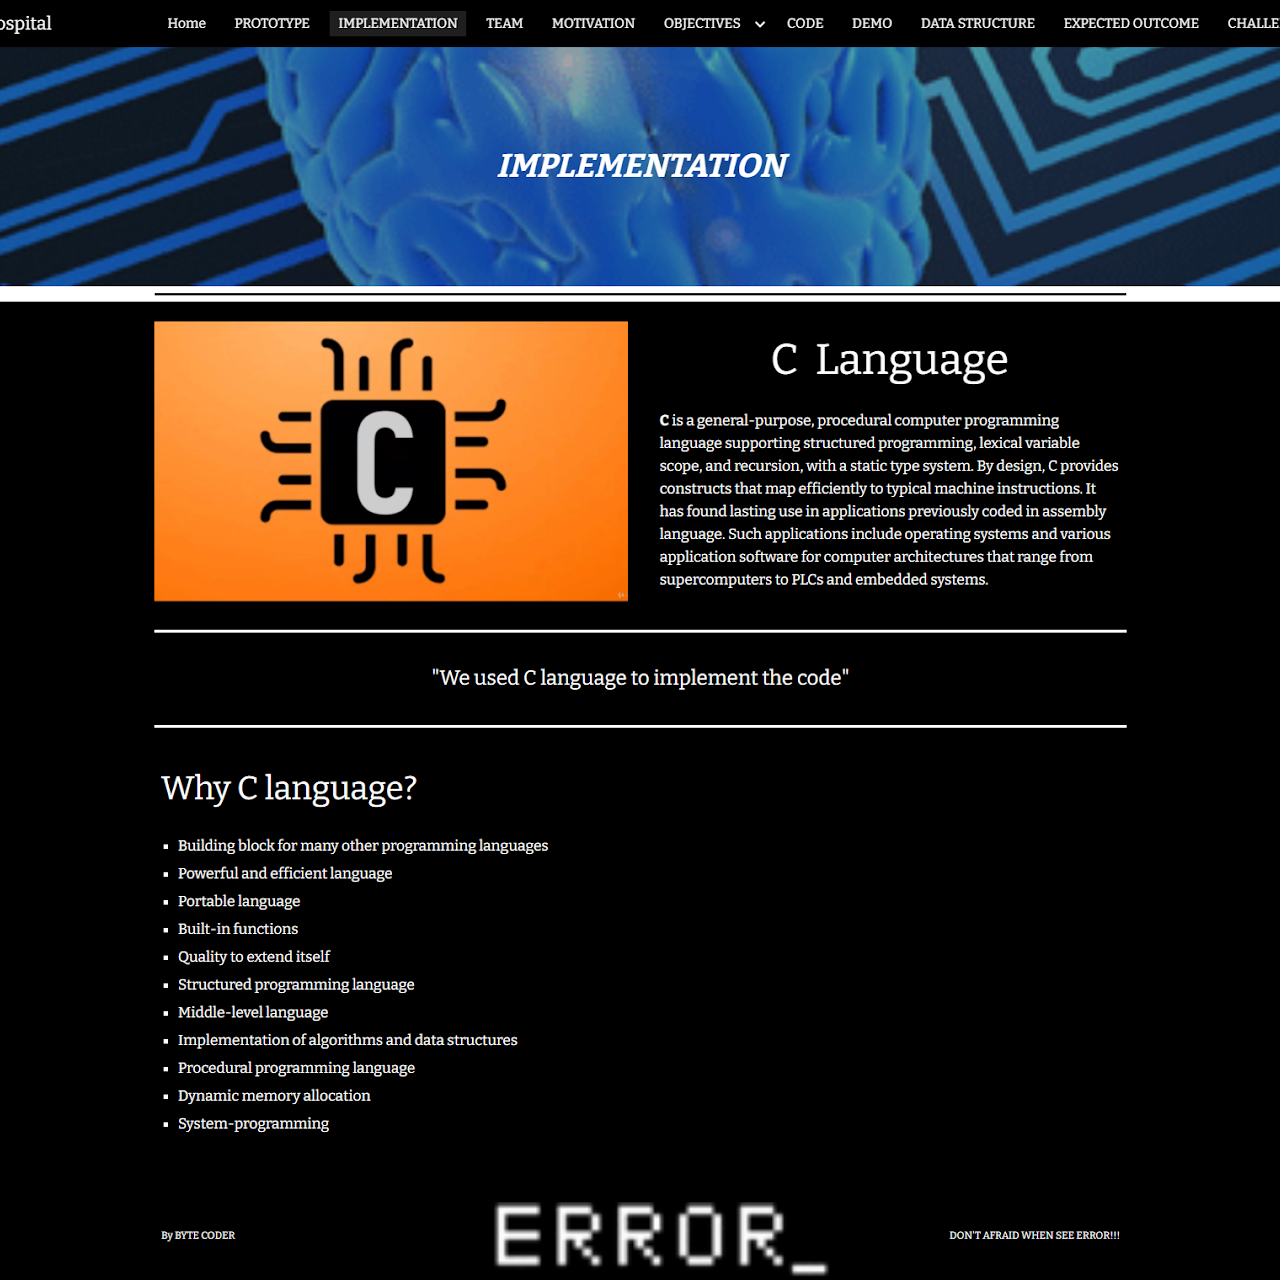 ospital
Home PROTOTYPE IMPLEMENTATION TEAM MOTIVATION OBJECTIVES CODE DEMO DATA STRUCTURE EXPECTED OUTCOME CHALLE
IMPLEMENTATION
C
C Language
C is a general-purpose, procedural computer programming
language supporting structured programming, lexical variable
scope, and recursion, with a static type system. By design, C provides
constructs that map efficiently to typical machine instructions. It
has found lasting use in applications previously coded in assembly
language. Such applications include operating systems and various
application software for computer architectures that range from
supercomputers to PLCs and embedded systems.
"We used C language to implement the code"
Why C language?
Building block for many other programming languages
Powerful and efficient language
Portable language
Built-in functions
Quality to extend itself
Structured programming language
Middle-level language
Implementation of algorithms and data structures
Procedural programming language
Dynamic memory allocation
System-programming
By BYTE CODER
ERROR_
DON'T AFRAID WHEN SEE ERROR!!!